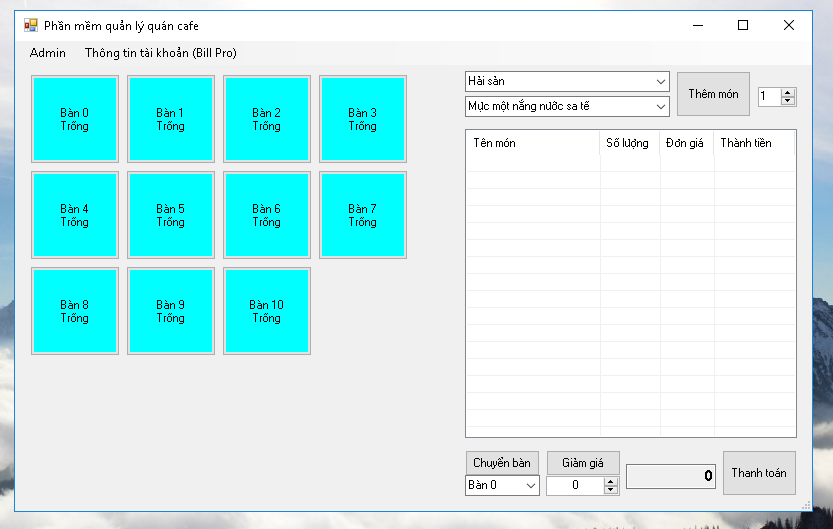 Phần mềm quản lý quán cafe
Admin Thông tin tài khoản (Bill Pro)
Bàn 0
Trống
Bàn 1
Trống
Bàn 2
Trống
Bàn 3
Trống
Bàn 4
Trống
Bàn 5
Trống
Bàn 6
Trống
Bàn 7
Trống
Bàn 8
Trống
Bàn 9
Trống
Bàn 10
Trống
Hải sản
Mực một nắng nước sa tế
Thêm món
1
Tên món Số lượng Đơn giá Thành tiền
Chuyển bàn
Bàn 0
Giảm giá
0
0
Thanh toán